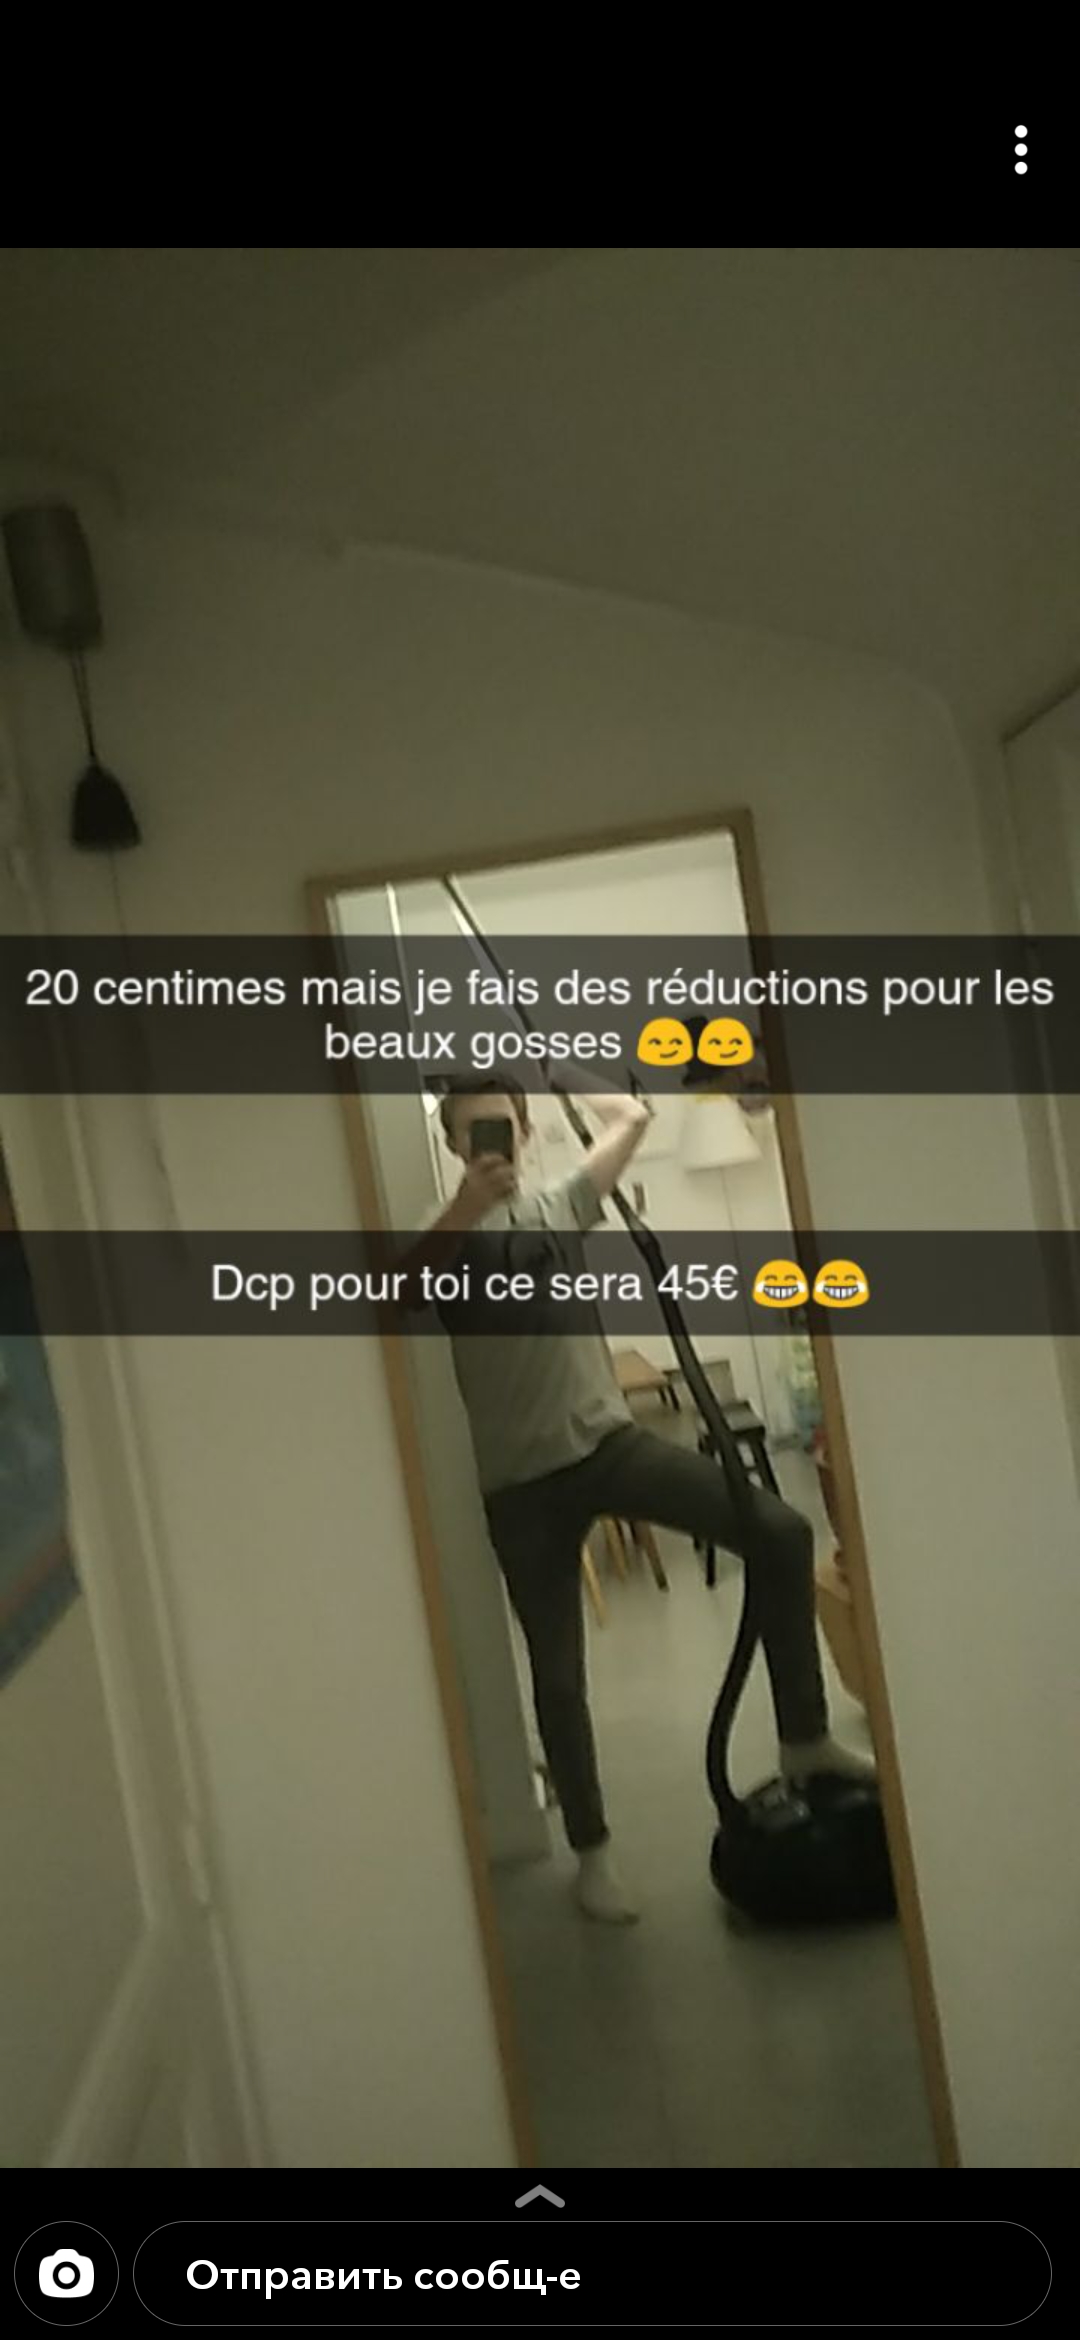 20 centimes mais je fais des réductions pour les
beaux gosses 😏😏
Dcp pour toi ce sera 45€ 😂😂
Отправить сообщ-е